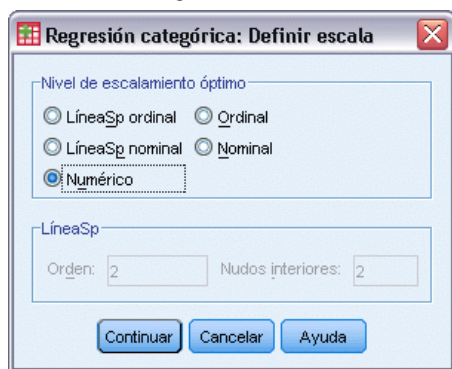 Regresión categórica: Definir escala
Nivel de escalamiento óptimo
LíneaSp ordinal Ordinal
LíneaSp nominal Nominal
Numérico
LíneaSp
Orden: 2 Nudos interiores: 2
Continuar Cancelar Ayuda